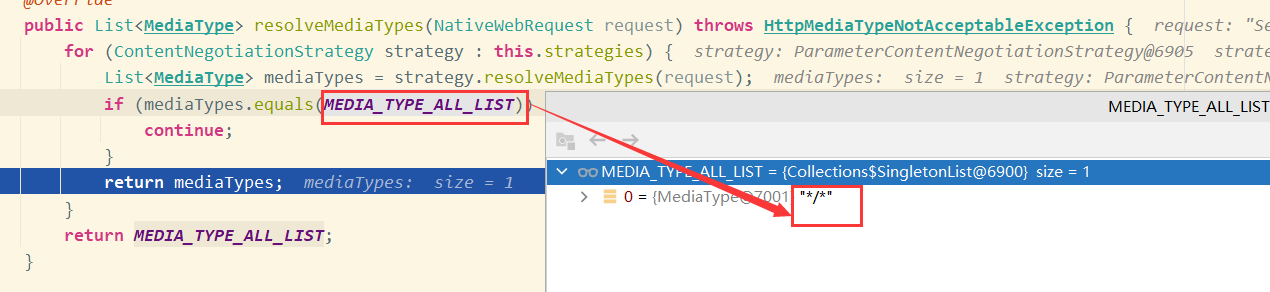 @Override
public List<MediaType> resolveMediaTypes(NativeWebRequest request) throws HttpMediaTypeNotAcceptableException { request: "Se
for (ContentNegotiationStrategy strategy : this.strategies) { strategy: ParameterContentNegotiationStrategy@6905 strate
List<MediaType> mediaTypes = strategy.resolveMediaTypes(request); mediaTypes: size = 1 strategy: ParameterContentN
if (mediaTypes.equals(MEDIA_TYPE_ALL_LIST))
MEDIA_TYPE_ALL_LIST
continue;
}
MEDIA_TYPE_ALL_LIST = {Collections$SingletonList@6900} size = 1
return mediaTypes; mediaTypes: size = 1
0 = {MediaType@7001} "*/*"
}
return MEDIA_TYPE_ALL_LIST;
}